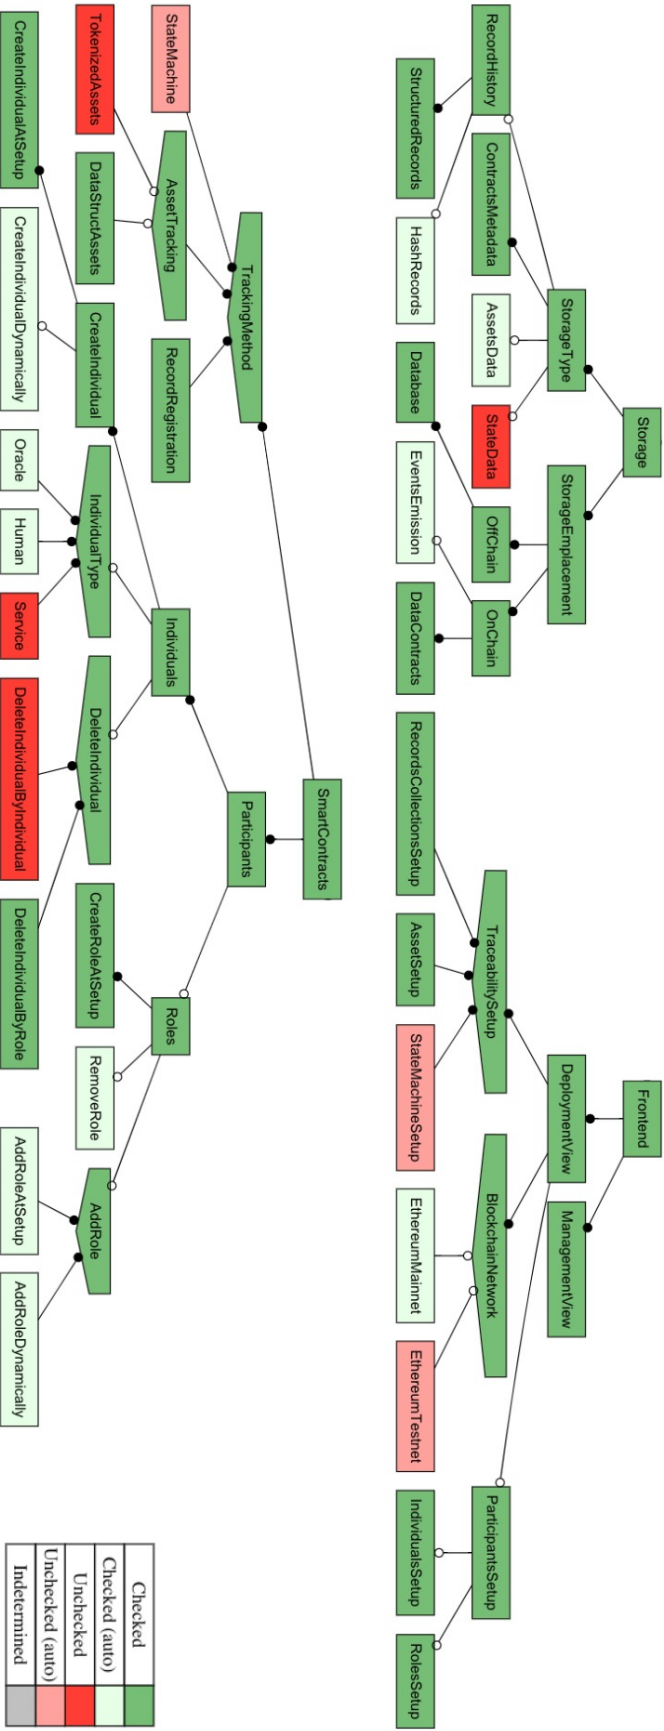 Storage
StorageType
StorageEmplacement
RecordHistory
ContractsMetadata
AssetsData
StateData
OffChain
OnChain
StructuredRecords
HashRecords
Database
EventsEmission
DataContracts
Frontend
DeploymentView
ManagementView
TraceabilitySetup
BlockchainNetwork
ParticipantsSetup
RecordsCollectionsSetup
AssetSetup
StateMachineSetup
EthereumMainnet
EthereumTestnet
IndividualsSetup
RolesSetup
SmartContracts
TrackingMethod
Participants
StateMachine
AssetTracking
RecordRegistration
Individuals
Roles
TokenizedAssets
DataStructAssets
CreateIndividual
IndividualType
DeleteIndividual
CreateRoleAtSetup
RemoveRole
AddRole
CreateIndividualAtSetup
CreateIndividualDynamically
Oracle
Human
Service
DeleteIndividualByIndividual
DeleteIndividualByRole
AddRoleAtSetup
AddRoleDynamically
Checked
Checked (auto)
Unchecked
Unchecked (auto)
Indetermined